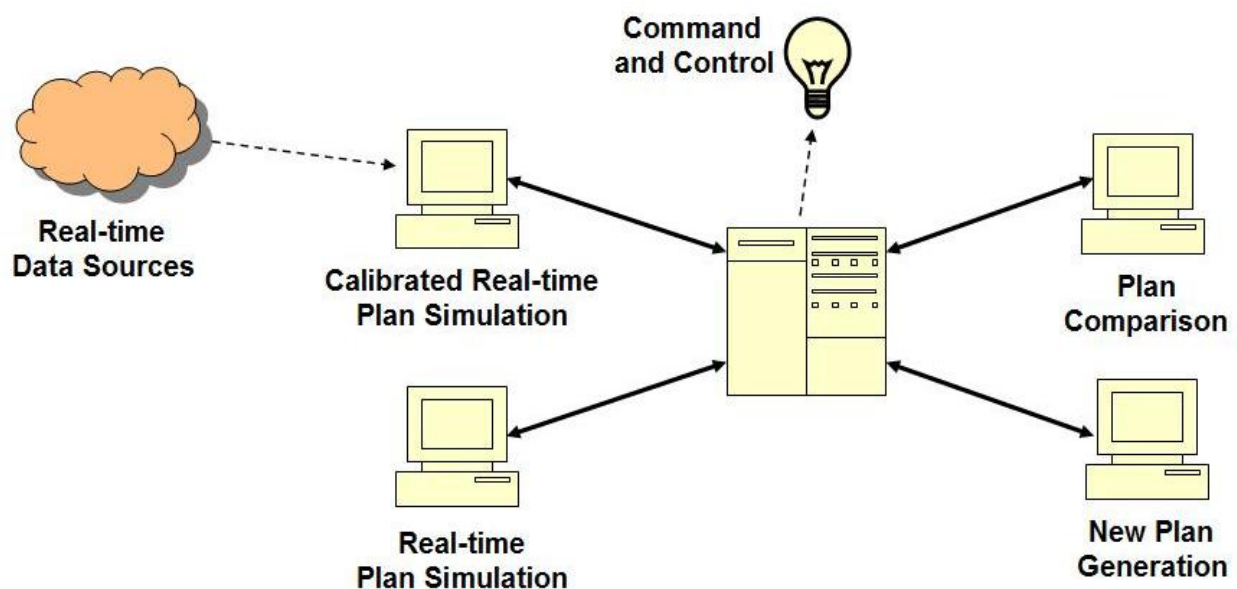 Command
and Control
Real-time
Data Sources
Calibrated Real-time
Plan Simulation
Plan
Comparison
Real-time
Plan Simulation
New Plan
Generation